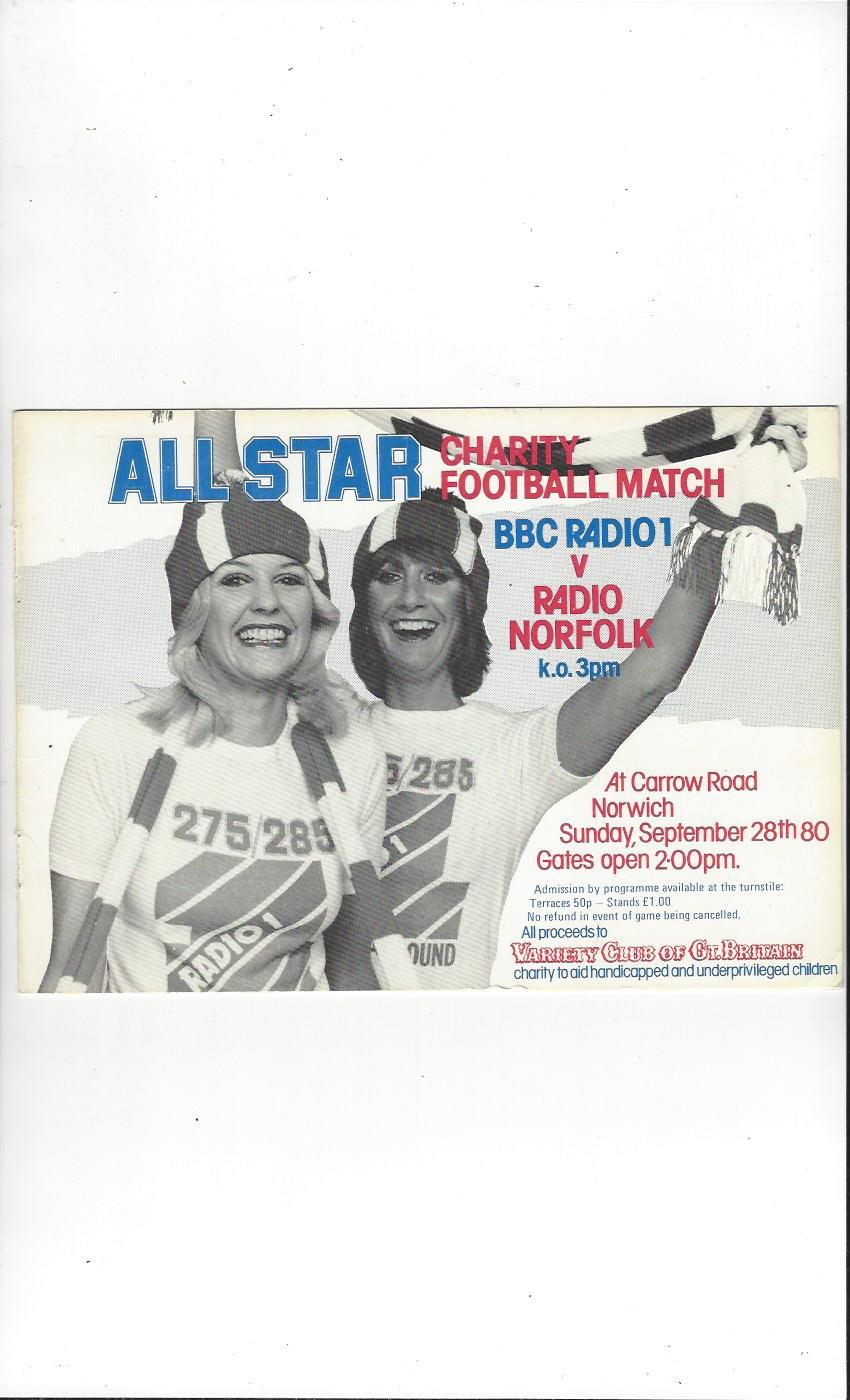 ALL STAR
CHARITY
FOOTBALL MATCH
BBC RADIO 1
V
RADIO
NORFOLK
k.o. 3pm
275/285
RADIO 1
5/285
1
OUND
At Carrow Road
Norwich
Sunday, September 28th 80
Gates open 2·00pm.
Admission by programme available at the turnstile:
Terraces 50p – Stands £1.00
No refund in event of game being cancelled.
All proceeds to
VARIETY CLUB OF GT. BRITAIN
charity to aid handicapped and underprivileged children